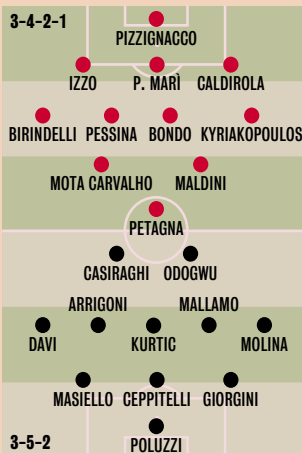 3-4-2-1
PIZZIGNACCO
IZZO P. MARÌ CALDIROLA
BIRINDELLI PESSINA BONDO KYRIAKOPOULOS
MOTA CARVALHO MALDINI
PETAGNA
CASIRAGHI ODOGWU
ARRIGONI MALLAMO
DAVI KURTIC MOLINA
MASIELLO CEPPITELLI GIORGINI
3-5-2
POLUZZI